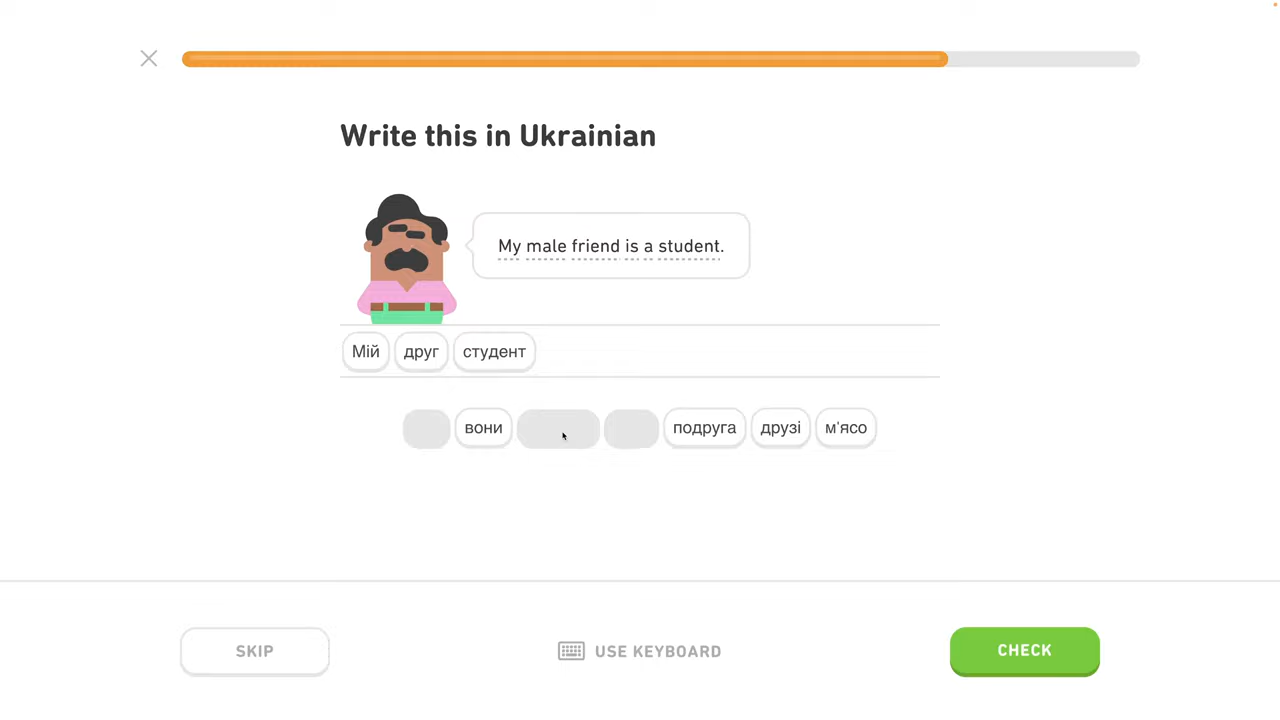 Write this in Ukrainian
My male friend is a student.
Мій друг студент
вони подруга друзі м'ясо
SKIP USE KEYBOARD CHECK